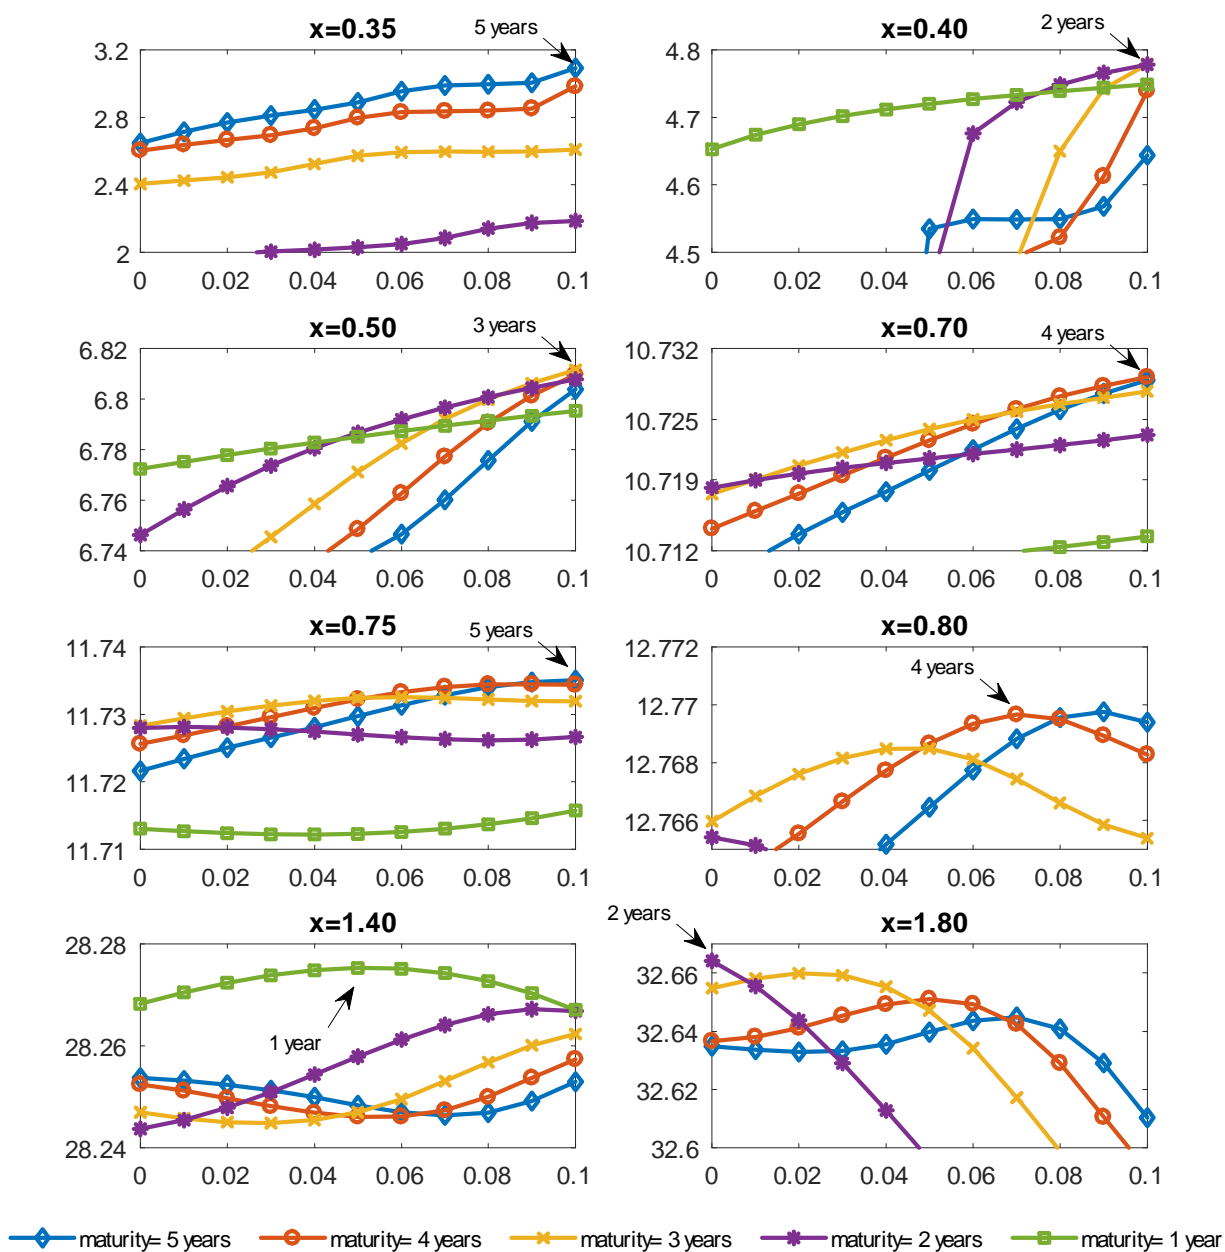 x=0.35
5 years
3.2
2.8
2.4
2
0 0.02 0.04 0.06 0.08 0.1
x=0.40
2 years
4.8
4.7
4.6
4.5
0 0.02 0.04 0.06 0.08 0.1
x=0.50
3 years
6.82
6.8
6.78
6.76
6.74
0 0.02 0.04 0.06 0.08 0.1
x=0.70
4 years
10.732
10.725
10.719
10.712
0 0.02 0.04 0.06 0.08 0.1
x=0.75
5 years
11.74
11.73
11.72
11.71
0 0.02 0.04 0.06 0.08 0.1
x=0.80
4 years
12.772
12.77
12.768
12.766
0 0.02 0.04 0.06 0.08 0.1
x=1.40
28.28
28.26
1 year
28.24
0 0.02 0.04 0.06 0.08 0.1
2 years
x=1.80
32.66
32.64
32.62
32.6
0 0.02 0.04 0.06 0.08 0.1
maturity= 5 years maturity= 4 years maturity= 3 years maturity= 2 years maturity= 1 year